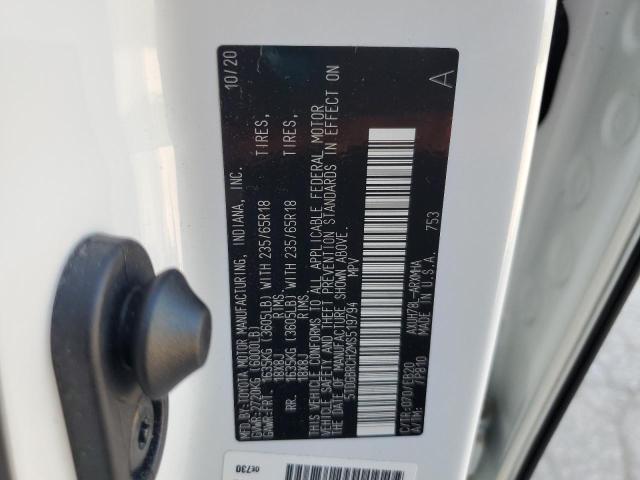 MFD.BY:TOYOTA MOTOR MANUFACTURING, INDIANA, INC. 10/20
GVWR:2720KG (6000LB)
GAWR:FRT. 1635KG (3605LB) WITH 235/65R18 TIRES,
18X8J RIMS,
RR. 1635KG (3605LB) WITH 235/65R18 TIRES,
18X8J RIMS,
THIS VEHICLE CONFORMS TO ALL APPLICABLE FEDERAL MOTOR
VEHICLE SAFETY AND THEFT PREVENTION STANDARDS IN EFFECT ON
THE DATE OF MANUFACTURE SHOWN ABOVE.
MPV
A
C/TR:070/EB20
A/TM: /P810
MADE IN U.S.A. 753
0E730